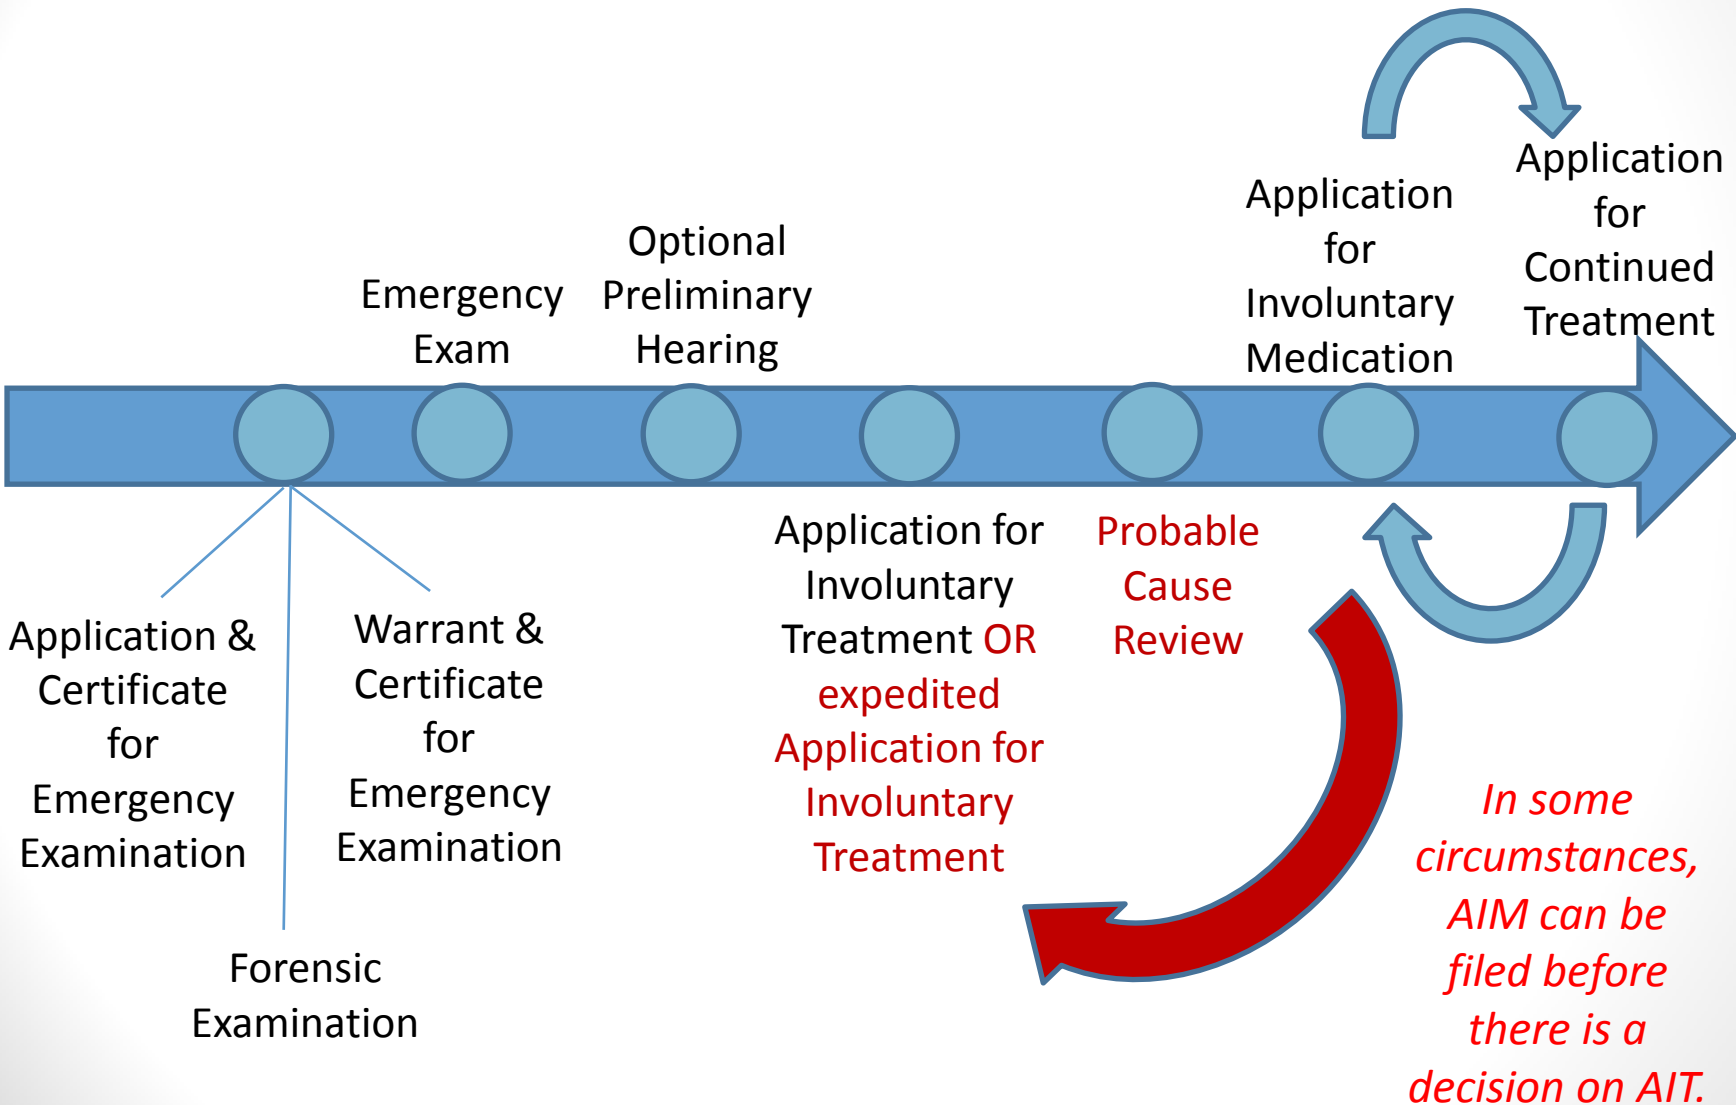 Emergency
Exam
Optional
Preliminary
Hearing
Application
for
Involuntary
Medication
Application
for
Continued
Treatment
Application &
Certificate
for
Emergency
Examination
Forensic
Examination
Warrant &
Certificate
for
Emergency
Examination
Application for
Involuntary
Treatment OR
expedited
Application for
Involuntary
Treatment
Probable
Cause
Review
In some
circumstances,
AIM can be
filed before
there is a
decision on AIT.